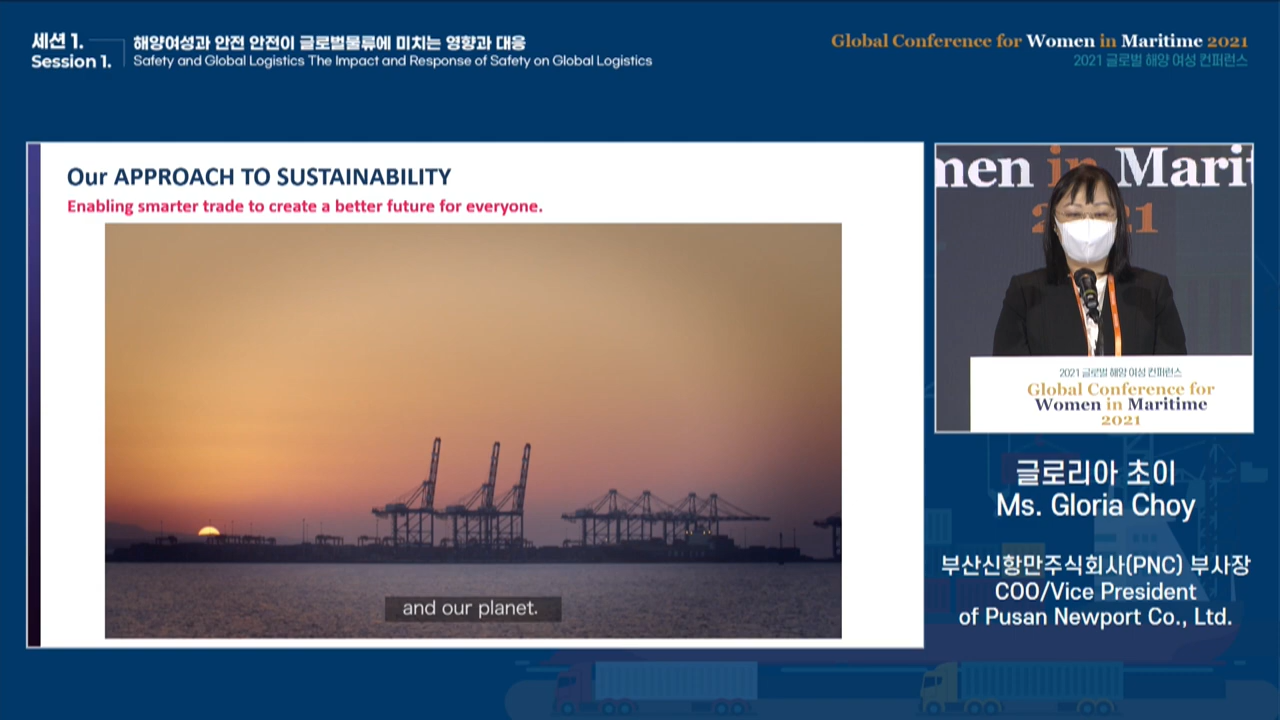 세션 1.
Session 1.
해양여성과 안전 안전이 글로벌물류에 미치는 영향과 대응
Safety and Global Logistics The Impact and Response of Safety on Global Logistics
Global Conference for Women in Maritime 2021
2021 글로벌 해양 여성 컨퍼런스
Our APPROACH TO SUSTAINABILITY
Enabling smarter trade to create a better future for everyone.
and our planet.
men in Marit
2021
2021 글로벌 해양 여성 컨퍼런스
Global Conference for
Women in Maritime
2021
글로리아 초이
Ms. Gloria Choy
부산신항만주식회사(PNC) 부사장
COO/Vice President
of Pusan Newport Co., Ltd.